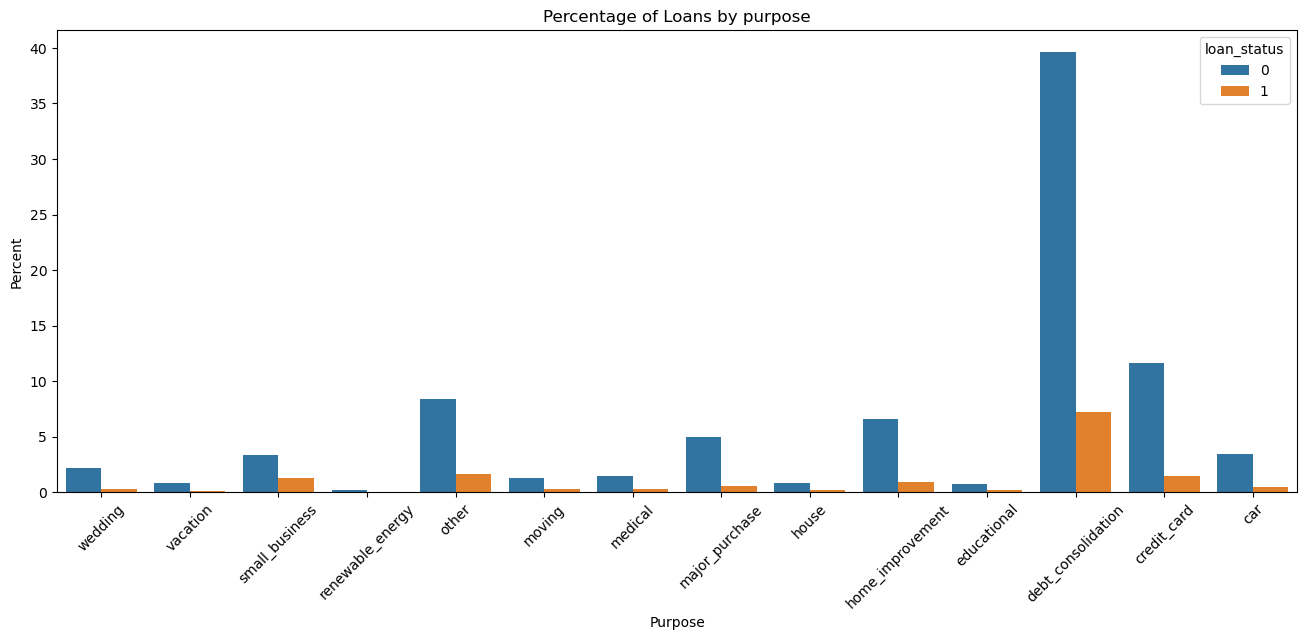 Percentage of Loans by purpose
loan_status
0
1
Percent
40
35
30
25
20
15
10
5
0
wedding
vacation
small_business
renewable_energy
other
moving
medical
major_purchase
house
home_improvement
educational
debt_consolidation
credit_card
car
Purpose